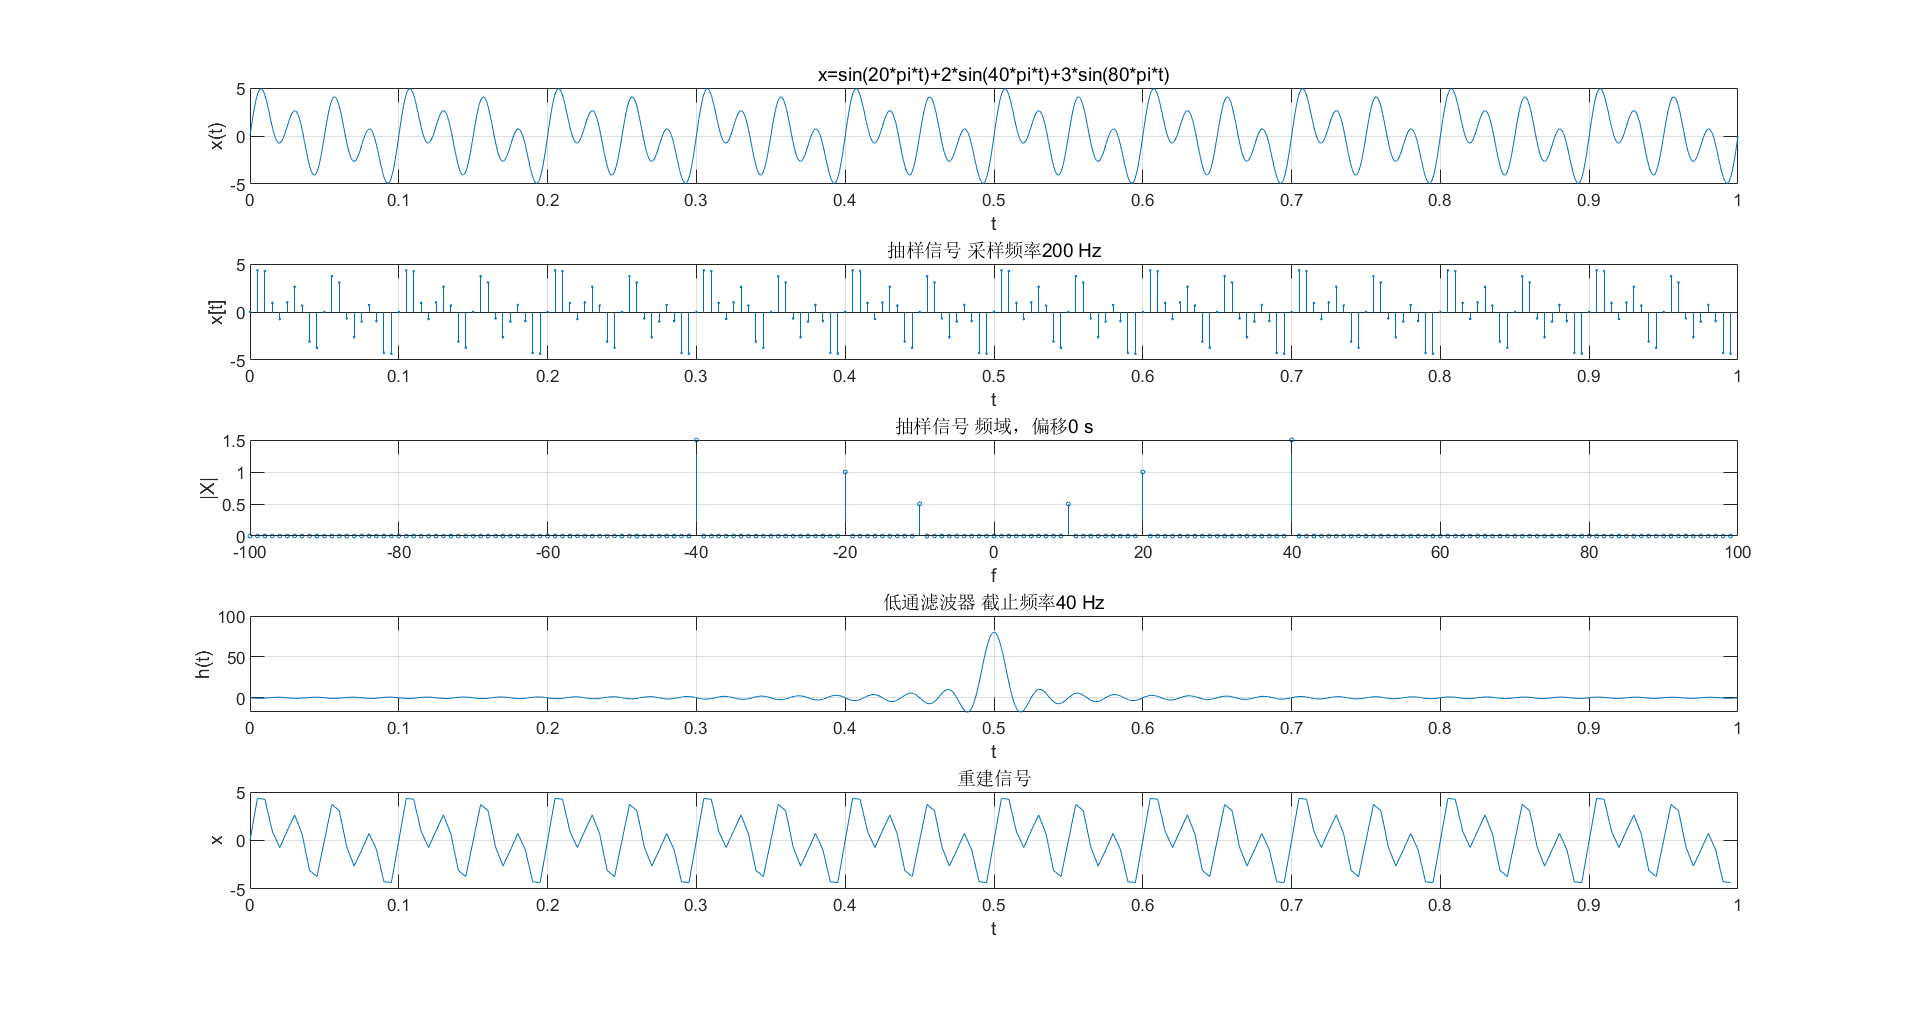 x=sin(20*pi*t)+2*sin(40*pi*t)+3*sin(80*pi*t)
5
0
-5
x(t)
0 0.1 0.2 0.3 0.4 0.5 0.6 0.7 0.8 0.9 1
t
抽样信号 采样频率200 Hz
5
0
-5
x[t]
0 0.1 0.2 0.3 0.4 0.5 0.6 0.7 0.8 0.9 1
t
抽样信号 频域，偏移0 s
1.5
1
0.5
0
|X|
-100 -80 -60 -40 -20 0 20 40 60 80 100
f
低通滤波器 截止频率40 Hz
100
50
0
h(t)
0 0.1 0.2 0.3 0.4 0.5 0.6 0.7 0.8 0.9 1
t
重建信号
5
0
-5
x
0 0.1 0.2 0.3 0.4 0.5 0.6 0.7 0.8 0.9 1
t